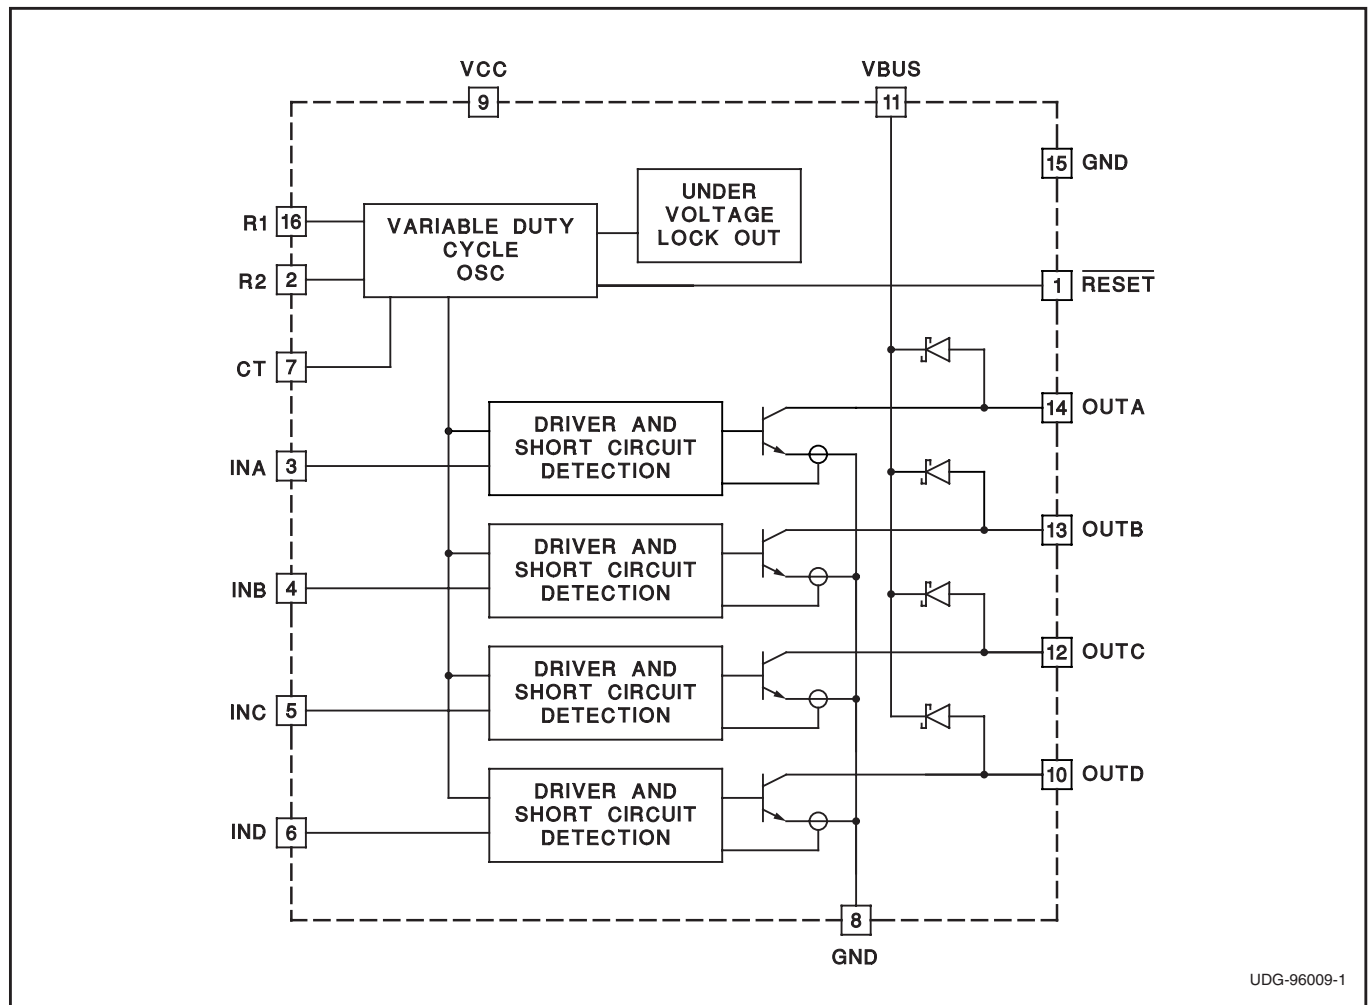 VCC
VBUS
9
11
15 GND
UNDER
VOLTAGE
LOCK OUT
R1 16
VARIABLE DUTY
CYCLE
OSC
R2 2
1 RESET
CT 7
14 OUTA
DRIVER AND
SHORT CIRCUIT
DETECTION
INA 3
13 OUTB
DRIVER AND
SHORT CIRCUIT
DETECTION
INB 4
12 OUTC
DRIVER AND
SHORT CIRCUIT
DETECTION
INC 5
10 OUTD
DRIVER AND
SHORT CIRCUIT
DETECTION
IND 6
8
GND
UDG-96009-1